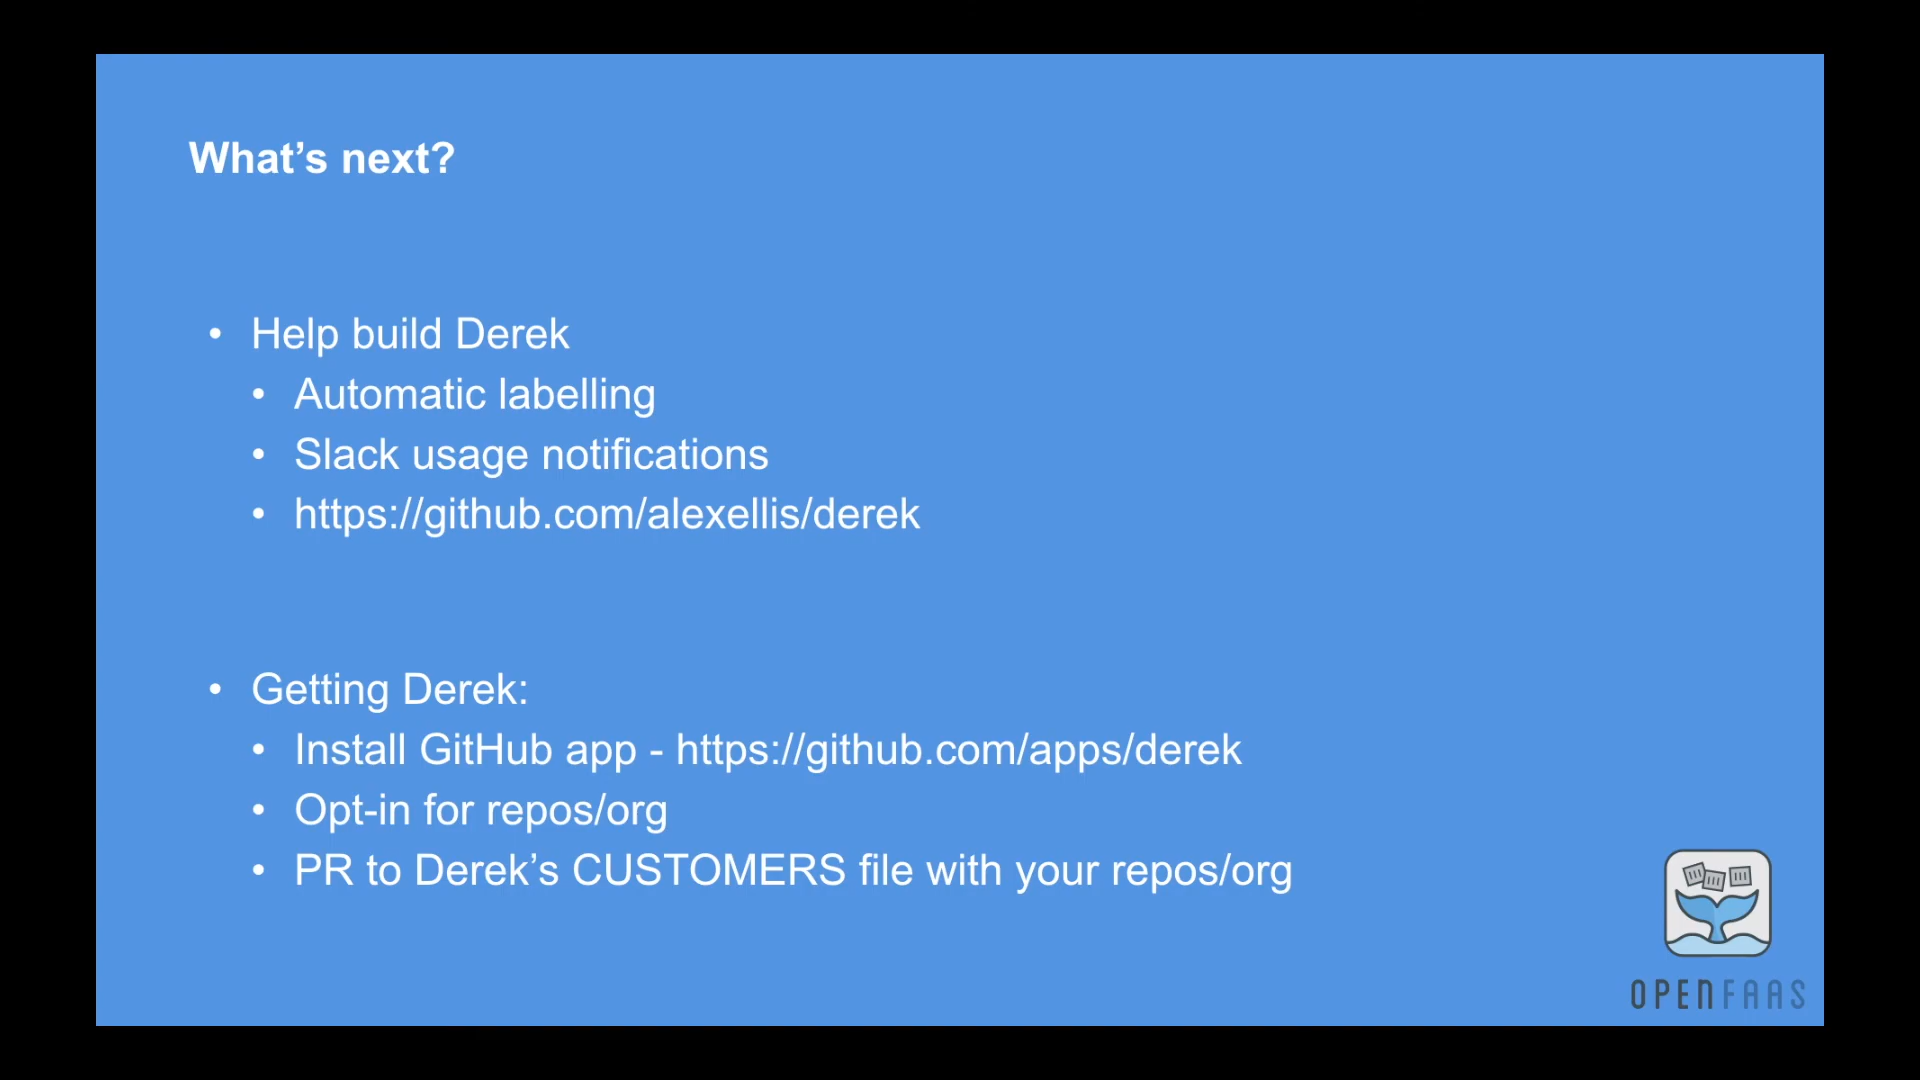 What’s next?
• Help build Derek
• Automatic labelling
• Slack usage notifications
• https://github.com/alexellis/derek
• Getting Derek:
• Install GitHub app - https://github.com/apps/derek
• Opt-in for repos/org
• PR to Derek’s CUSTOMERS file with your repos/org
OPENFAAS